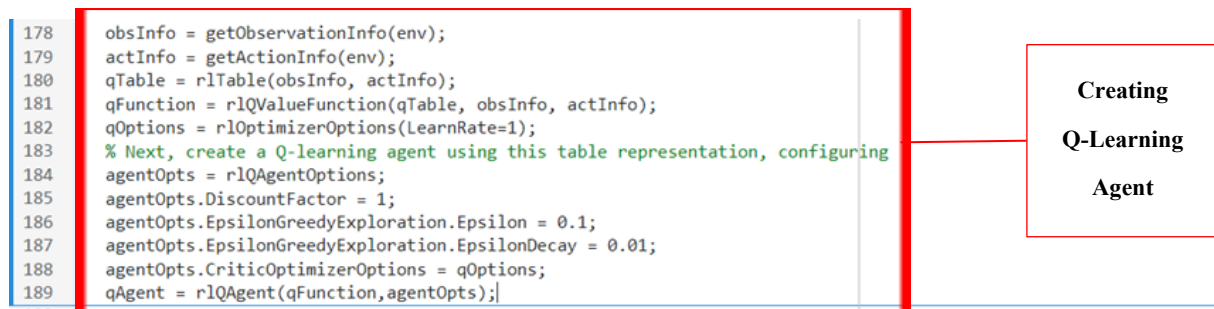 178 obsInfo = getObservationInfo(env);
179 actInfo = getActionInfo(env);
180 qTable = rlTable(obsInfo, actInfo);
181 qFunction = rlQValueFunction(qTable, obsInfo, actInfo);
182 qOptions = rlOptimizerOptions(LearnRate=1);
183 % Next, create a Q-learning agent using this table representation, configuring
184 agentOpts = rlQAgentOptions;
185 agentOpts.DiscountFactor = 1;
186 agentOpts.EpsilonGreedyExploration.Epsilon = 0.1;
187 agentOpts.EpsilonGreedyExploration.EpsilonDecay = 0.01;
188 agentOpts.CriticOptimizerOptions = qOptions;
189 qAgent = rlQAgent(qFunction,agentOpts);
Creating
Q-Learning
Agent